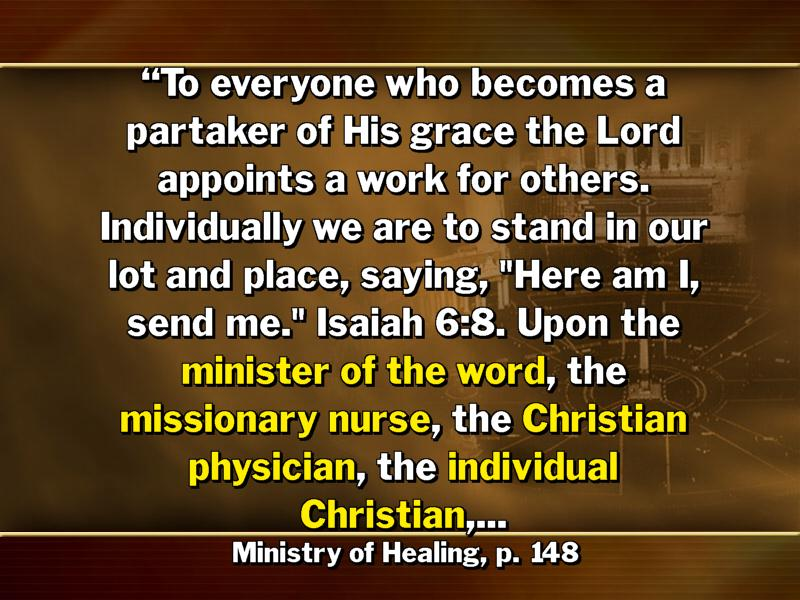 “To everyone who becomes a
partaker of His grace the Lord
appoints a work for others.
Individually we are to stand in our
lot and place, saying, "Here am I,
send me." Isaiah 6:8. Upon the
minister of the word, the
missionary nurse, the Christian
physician, the individual
Christian,...
Ministry of Healing, p. 148